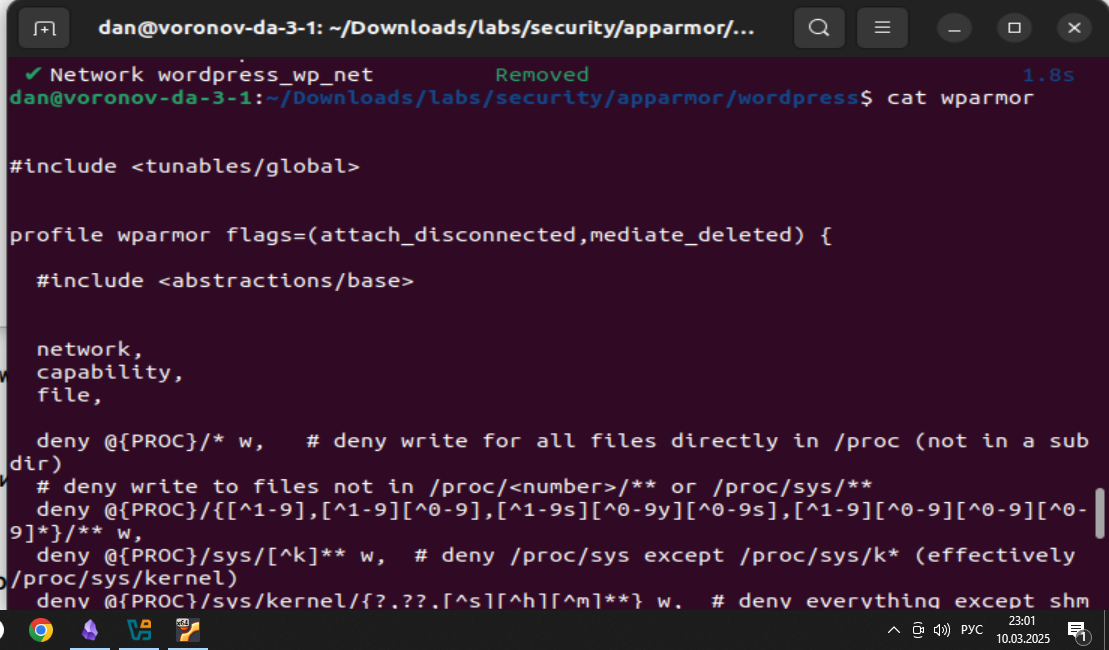 dan@voronov-da-3-1: ~/Downloads/labs/security/apparmor/...
✔ Network wordpress_wp_net Removed 1.8s
dan@voronov-da-3-1:~/Downloads/labs/security/apparmor/wordpress$ cat wparmor
#include <tunables/global>
profile wparmor flags=(attach_disconnected,mediate_deleted) {
#include <abstractions/base>
network,
capability,
file,
deny @{PROC}/* w,   # deny write for all files directly in /proc (not in a sub
dir)
# deny write to files not in /proc/<number>/** or /proc/sys/**
deny @{PROC}/{[^1-9],[^1-9][^0-9],[^1-9s][^0-9y][^0-9s],[^1-9][^0-9][^0-9][^0-
9]*}/** w,
deny @{PROC}/sys/[^k]** w,  # deny /proc/sys except /proc/sys/k* (effectively
/proc/sys/kernel)
deny @{PROC}/sys/kernel/{?,??,[^s][^h][^m]**} w,  # deny everything except shm
x64
РУС
23:01
10.03.2025
1